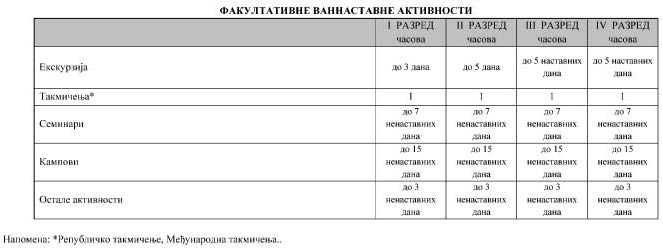 ФАКУЛТАТИВНЕ ВАННАСТАВНЕ АКТИВНОСТИ
I РАЗРЕД II РАЗРЕД III РАЗРЕД IV РАЗРЕД
часова часова часова часова
Екскурзија до 3 дана до 5 дана до 5 наставних дана до 5 наставних дана
Такмичења* 1 1 1 1
до 7 до 7 до 7 до 7
Семинари ненаставних ненаставних ненаставних ненаставних
дана дана дана дана
до 15 до 15 до 15 до 15
Кампови ненаставних ненаставних ненаставних ненаставних
дана дана дана дана
до 3 до 3 до 3 до 3
Остале активности ненаставних ненаставних ненаставних ненаставних
дана дана дана дана
Напомена: *Републичко такмичење, Међународна такмичења..